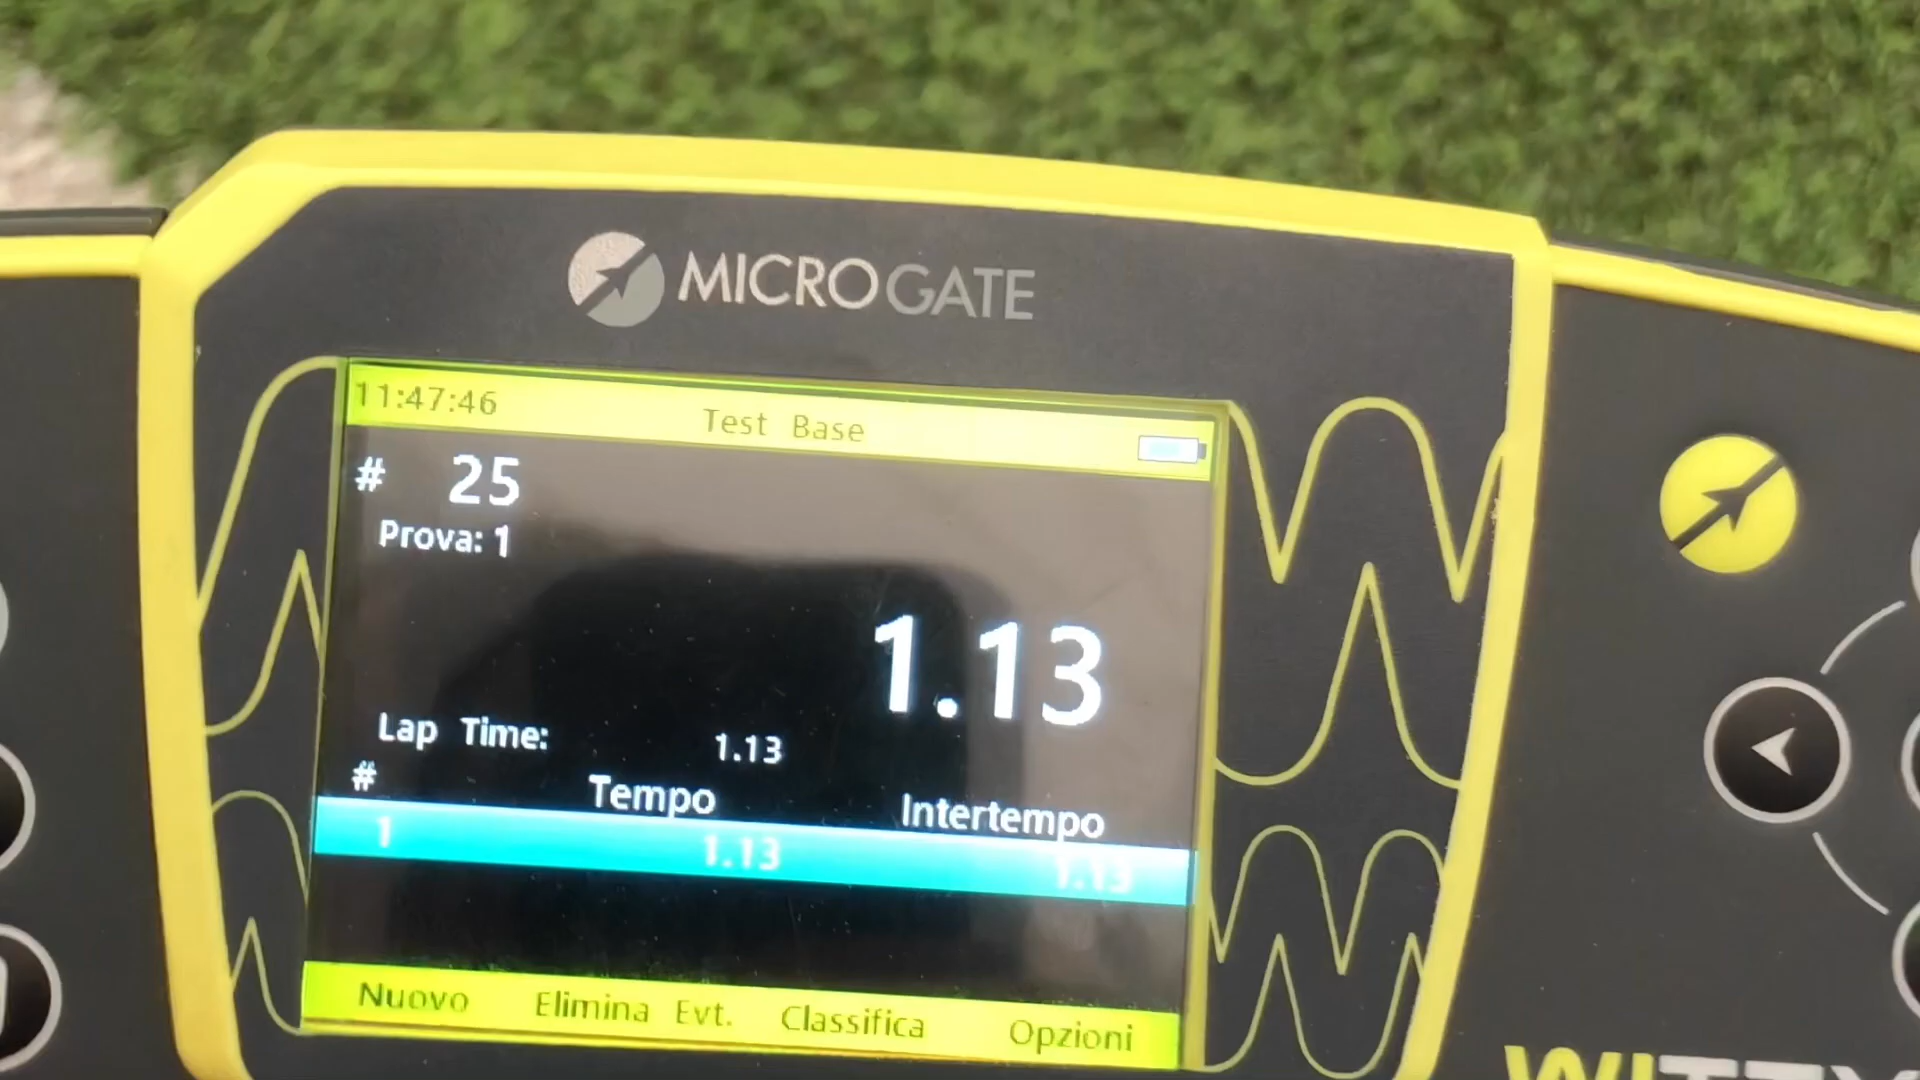 MICROGATE
11:47:46 Test Base
# 25
Prova: 1
1.13
Lap Time: 1.13
# Tempo Intertempo
1 1.13 1.13
Nuovo Elimina Evt. Classifica Opzioni